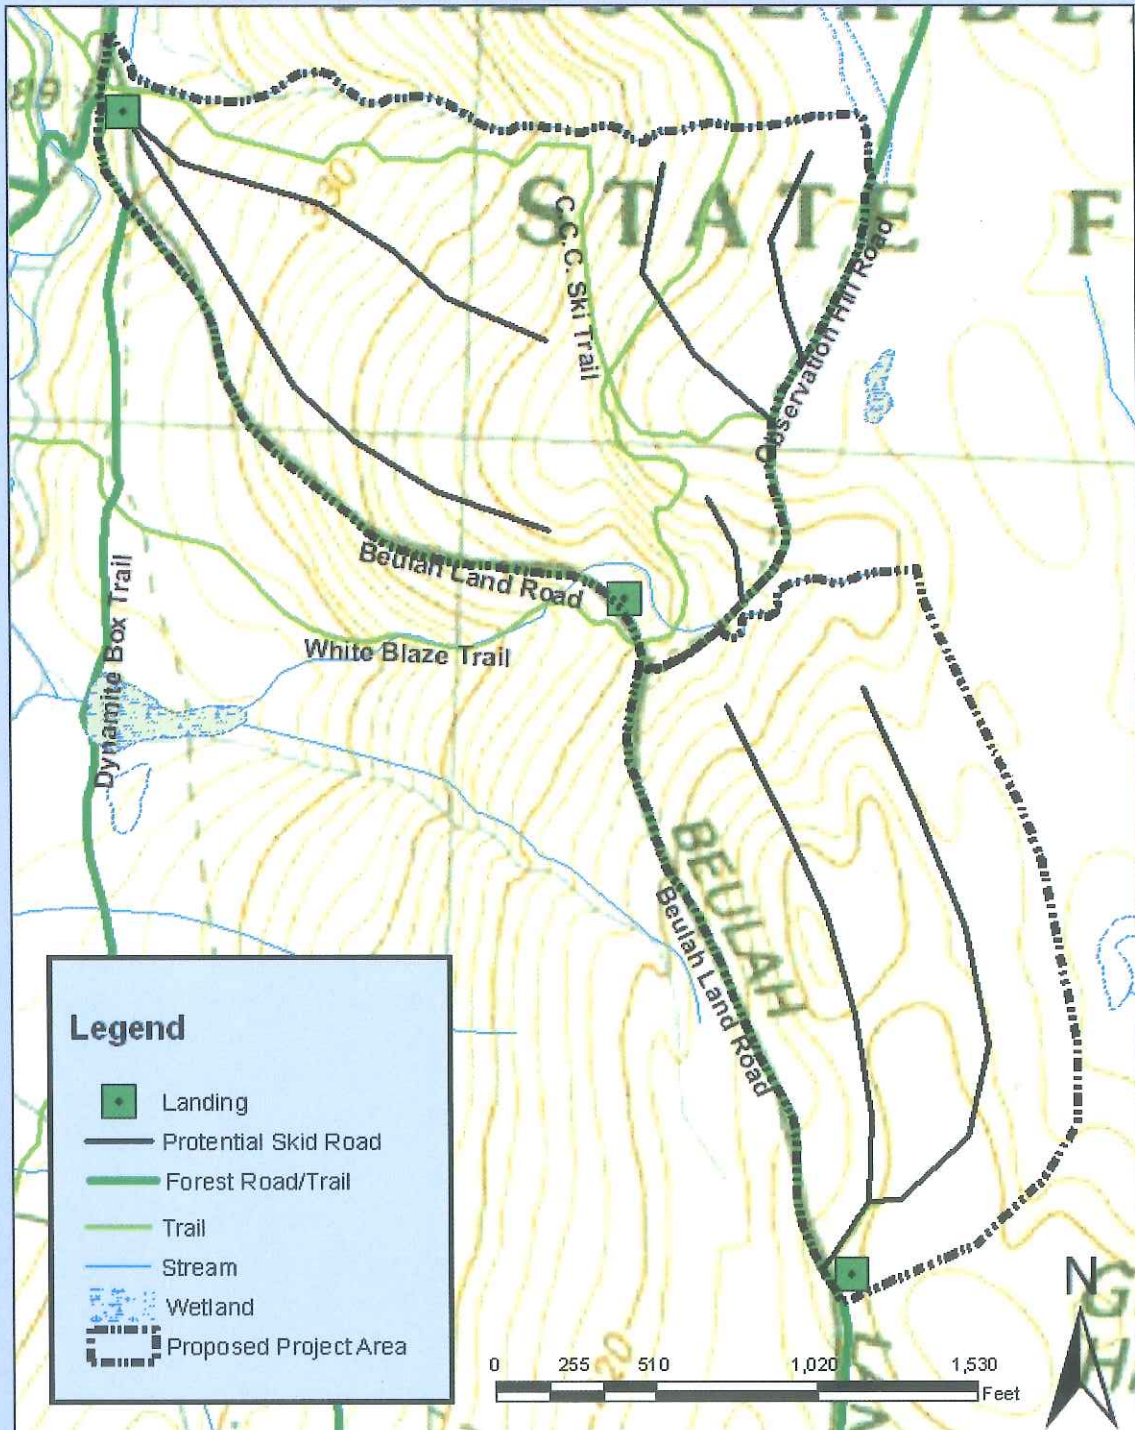 STATE F
330
C.C.C. Ski Trail
Observation Hill Road
Beulah Land Road
White Blaze Trail
Dynamite Box Trail
BEULAH
Beulah Land Road
Legend
Landing
Protential Skid Road
Forest Road/Trail
Trail
Stream
Wetland
Proposed Project Area
20
0 255 510 1,020 1,530
Feet
N